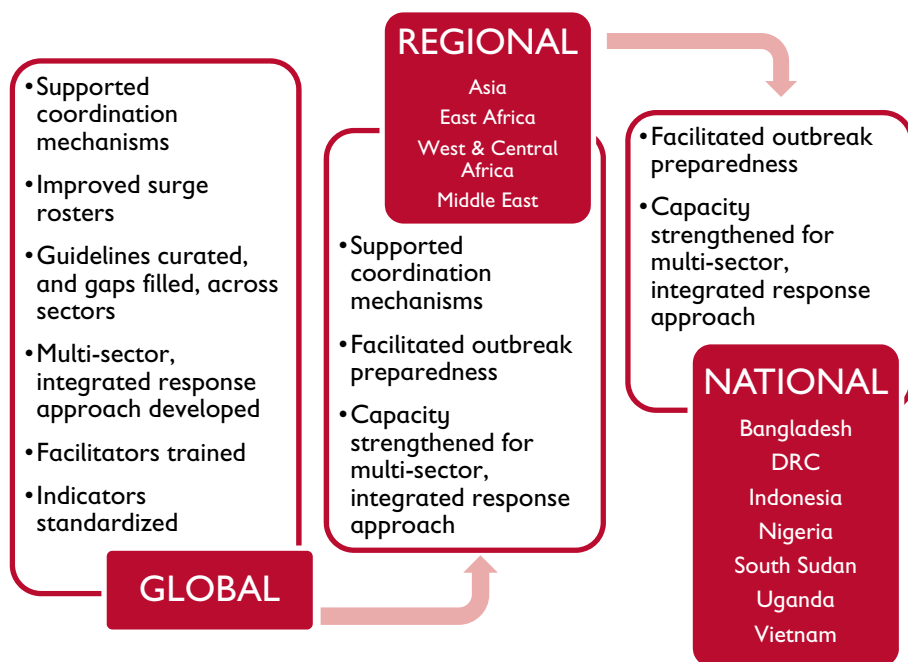 •Supported
coordination
mechanisms
•Improved surge
rosters
•Guidelines curated,
and gaps filled, across
sectors
•Multi-sector,
integrated response
approach developed
•Facilitators trained
•Indicators
standardized
GLOBAL
REGIONAL
Asia
East Africa
West & Central
Africa
Middle East
•Supported
coordination
mechanisms
•Facilitated outbreak
preparedness
•Capacity
strengthened for
multi-sector,
integrated response
approach
•Facilitated outbreak
preparedness
•Capacity
strengthened for
multi-sector,
integrated response
approach
NATIONAL
Bangladesh
DRC
Indonesia
Nigeria
South Sudan
Uganda
Vietnam